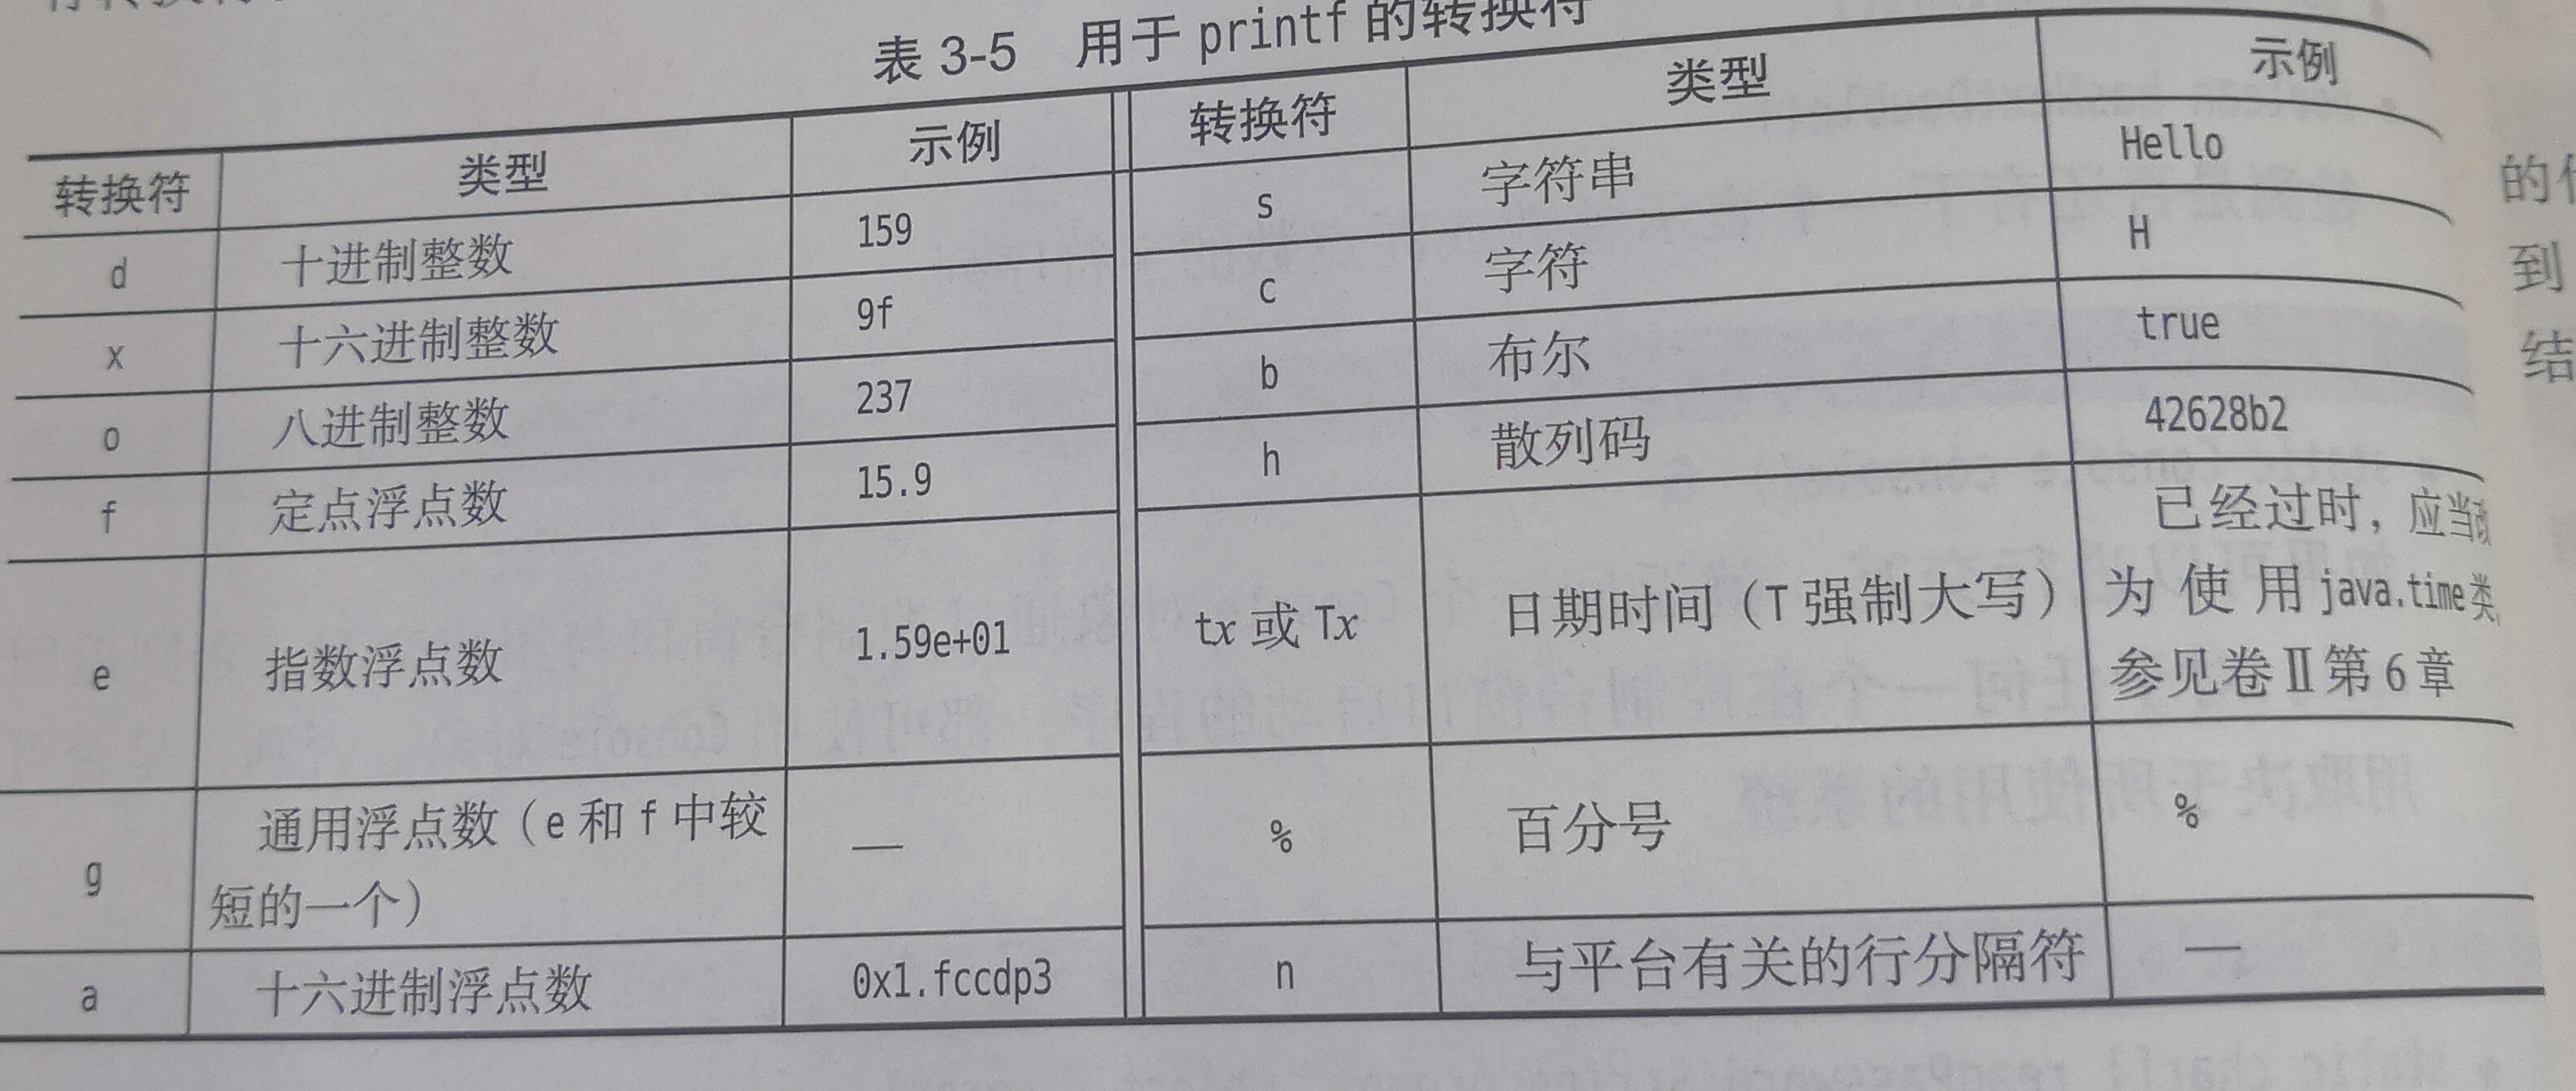 表 3-5 用于 printf 的转换符
转换符 类型 示例 转换符 类型 示例
d 十进制整数 159 s 字符串 Hello
x 十六进制整数 9f c 字符 H
o 八进制整数 237 b 布尔 true
f 定点浮点数 15.9 h 散列码 42628b2
e 指数浮点数 1.59e+01 tx 或 Tx 日期时间（T 强制大写） 已经过时，应当改
为使用 java.time 类，
参见卷Ⅱ第 6 章
g 通用浮点数（e 和 f 中较
短的一个） — % 百分号 %
a 十六进制浮点数 0x1.fccdp3 n 与平台有关的行分隔符 —
到
结